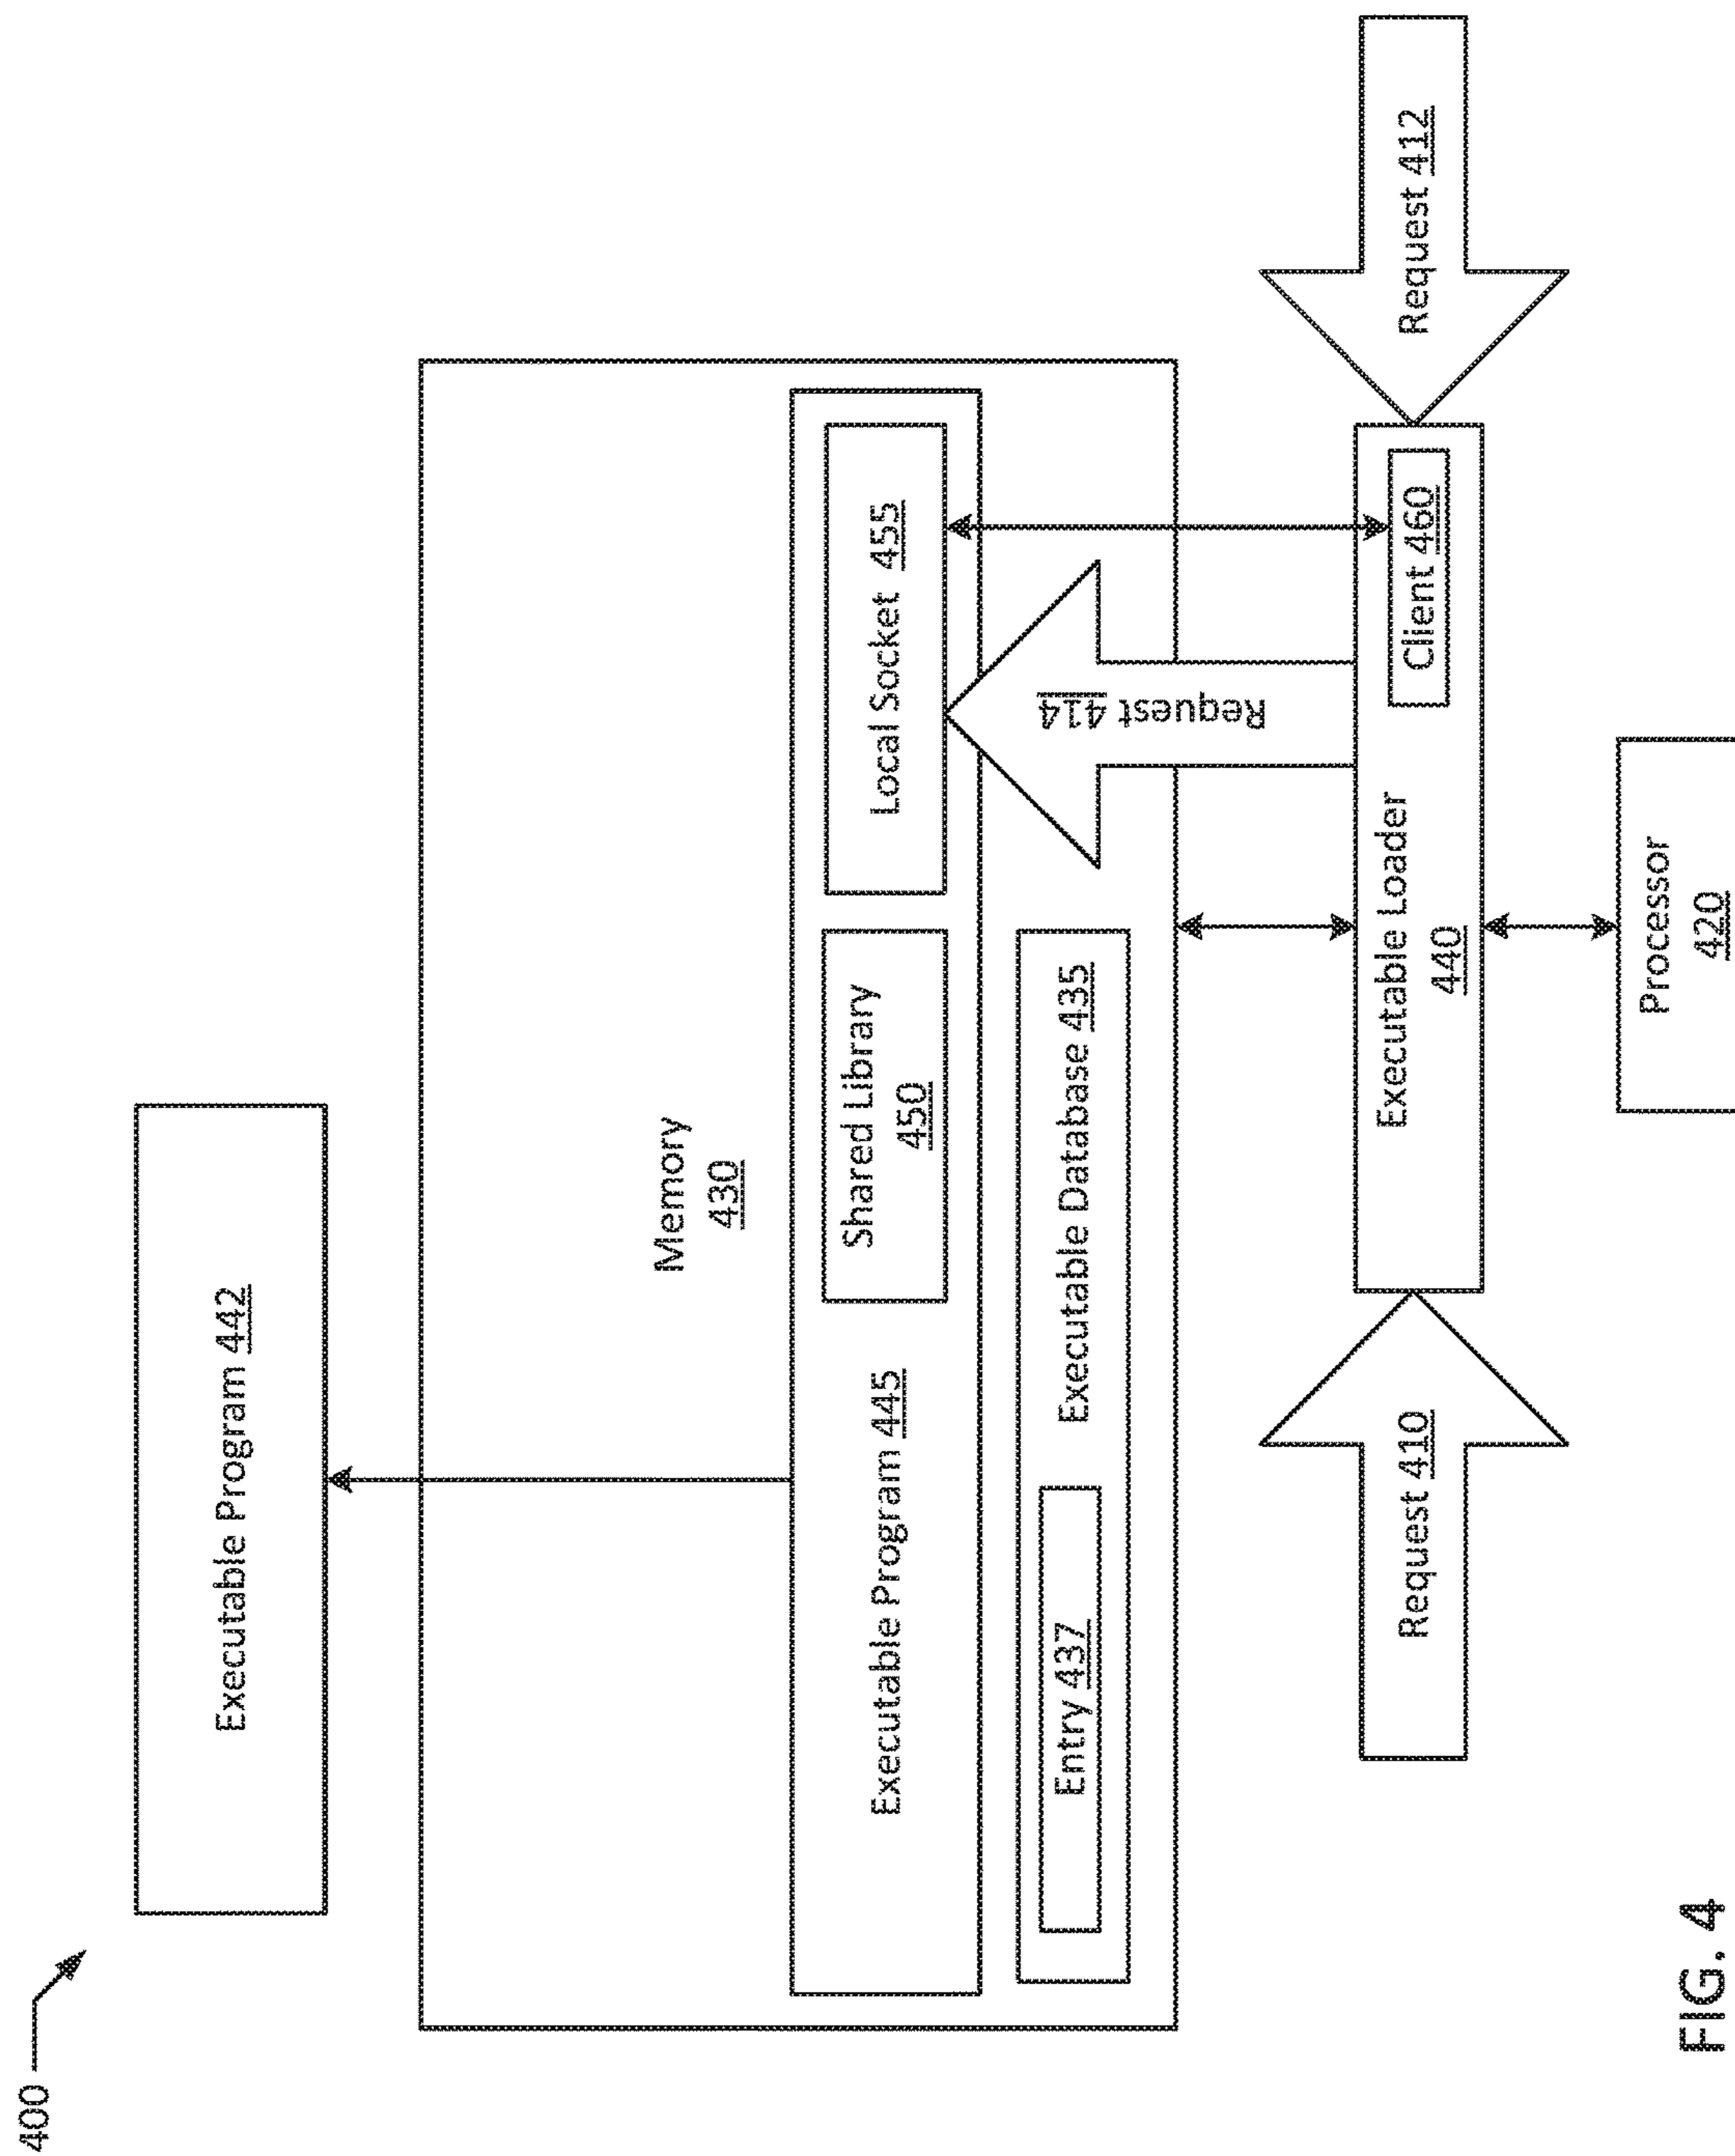 400
Executable Program 442
Memory
430
Executable Program 445
Shared Library
450
Local Socket 455
Entry 437
Executable Database 435
Request 414
Request 410
Executable Loader
440
Client 460
Request 412
Processor
420
FIG. 4